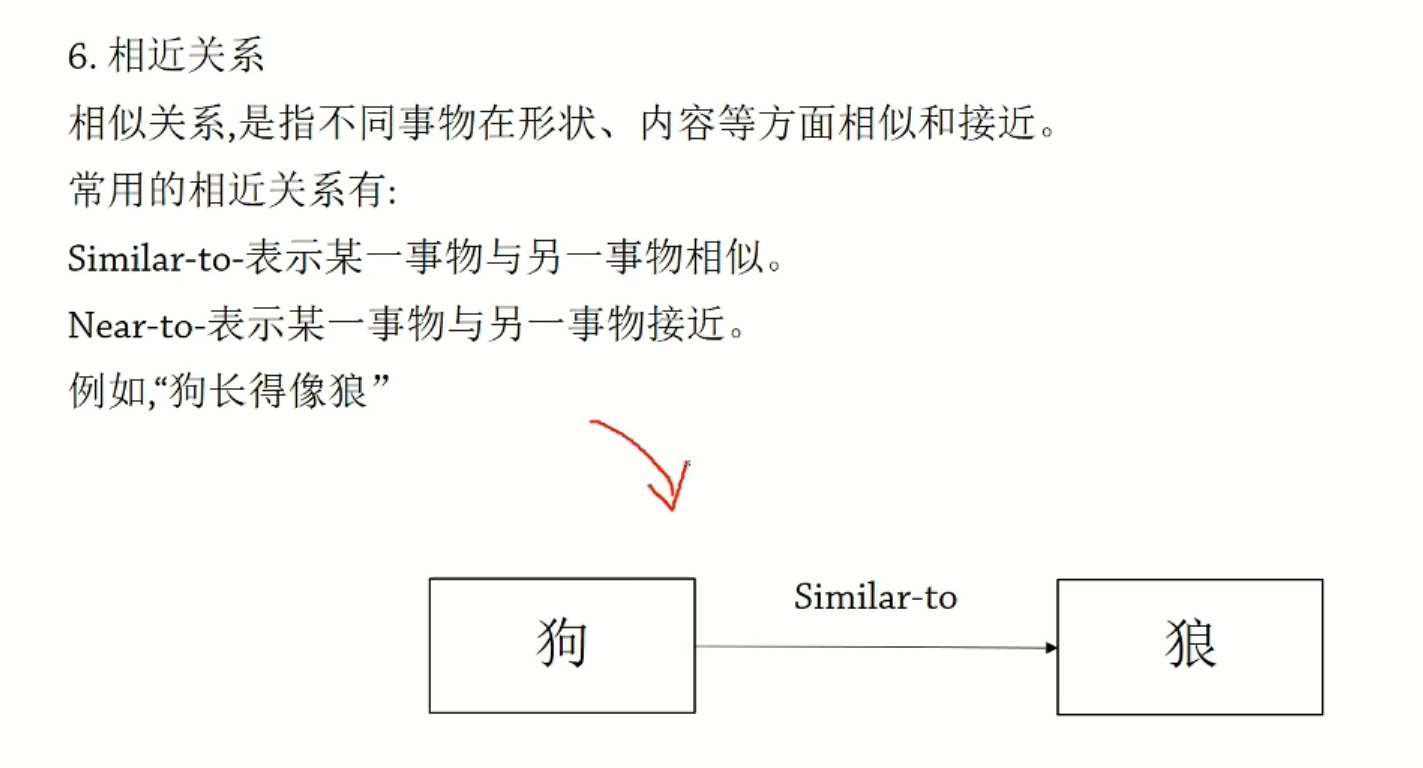 6. 相近关系
相似关系,是指不同事物在形状、内容等方面相似和接近。
常用的相近关系有:
Similar-to-表示某一事物与另一事物相似。
Near-to-表示某一事物与另一事物接近。
例如,“狗长得像狼”
Similar-to
狗
狼